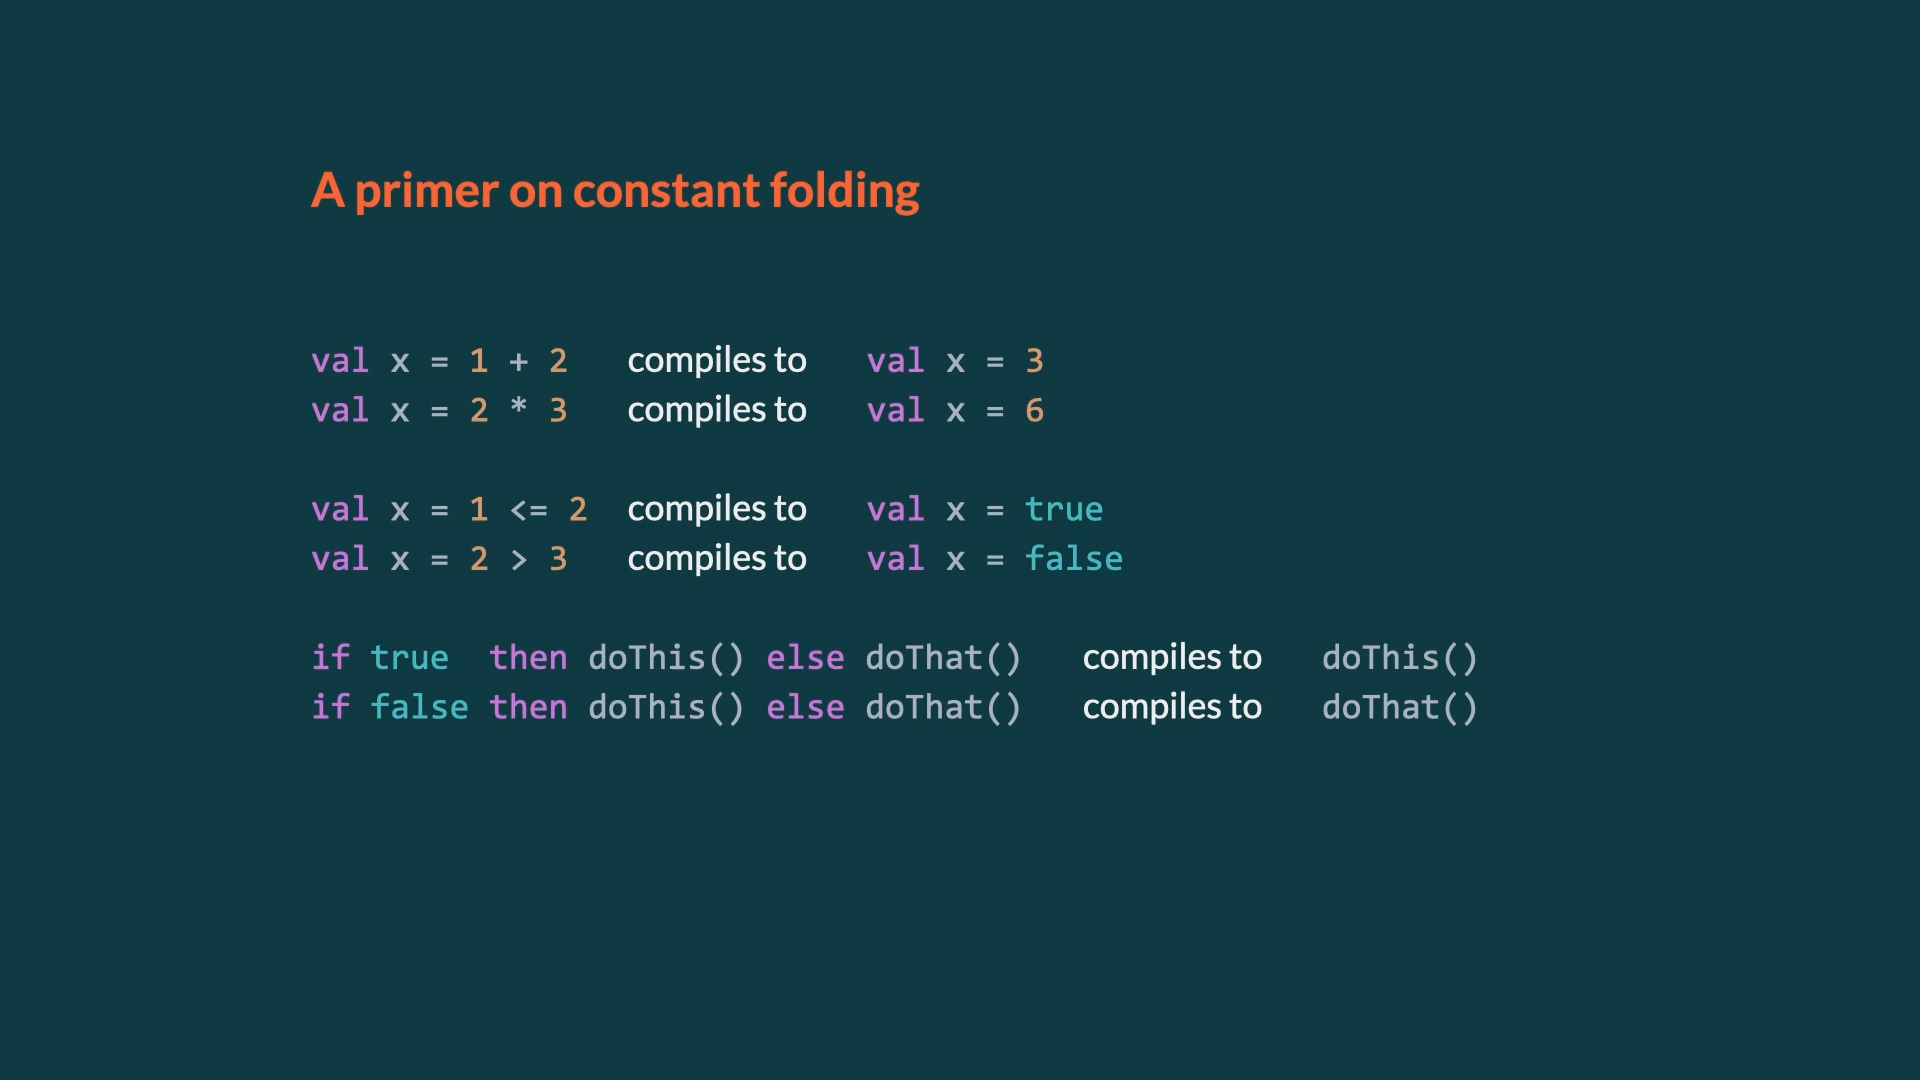 A primer on constant folding
val x = 1 + 2 compiles to val x = 3
val x = 2 * 3 compiles to val x = 6
val x = 1 <= 2 compiles to val x = true
val x = 2 > 3 compiles to val x = false
if true then doThis() else doThat() compiles to doThis()
if false then doThis() else doThat() compiles to doThat()